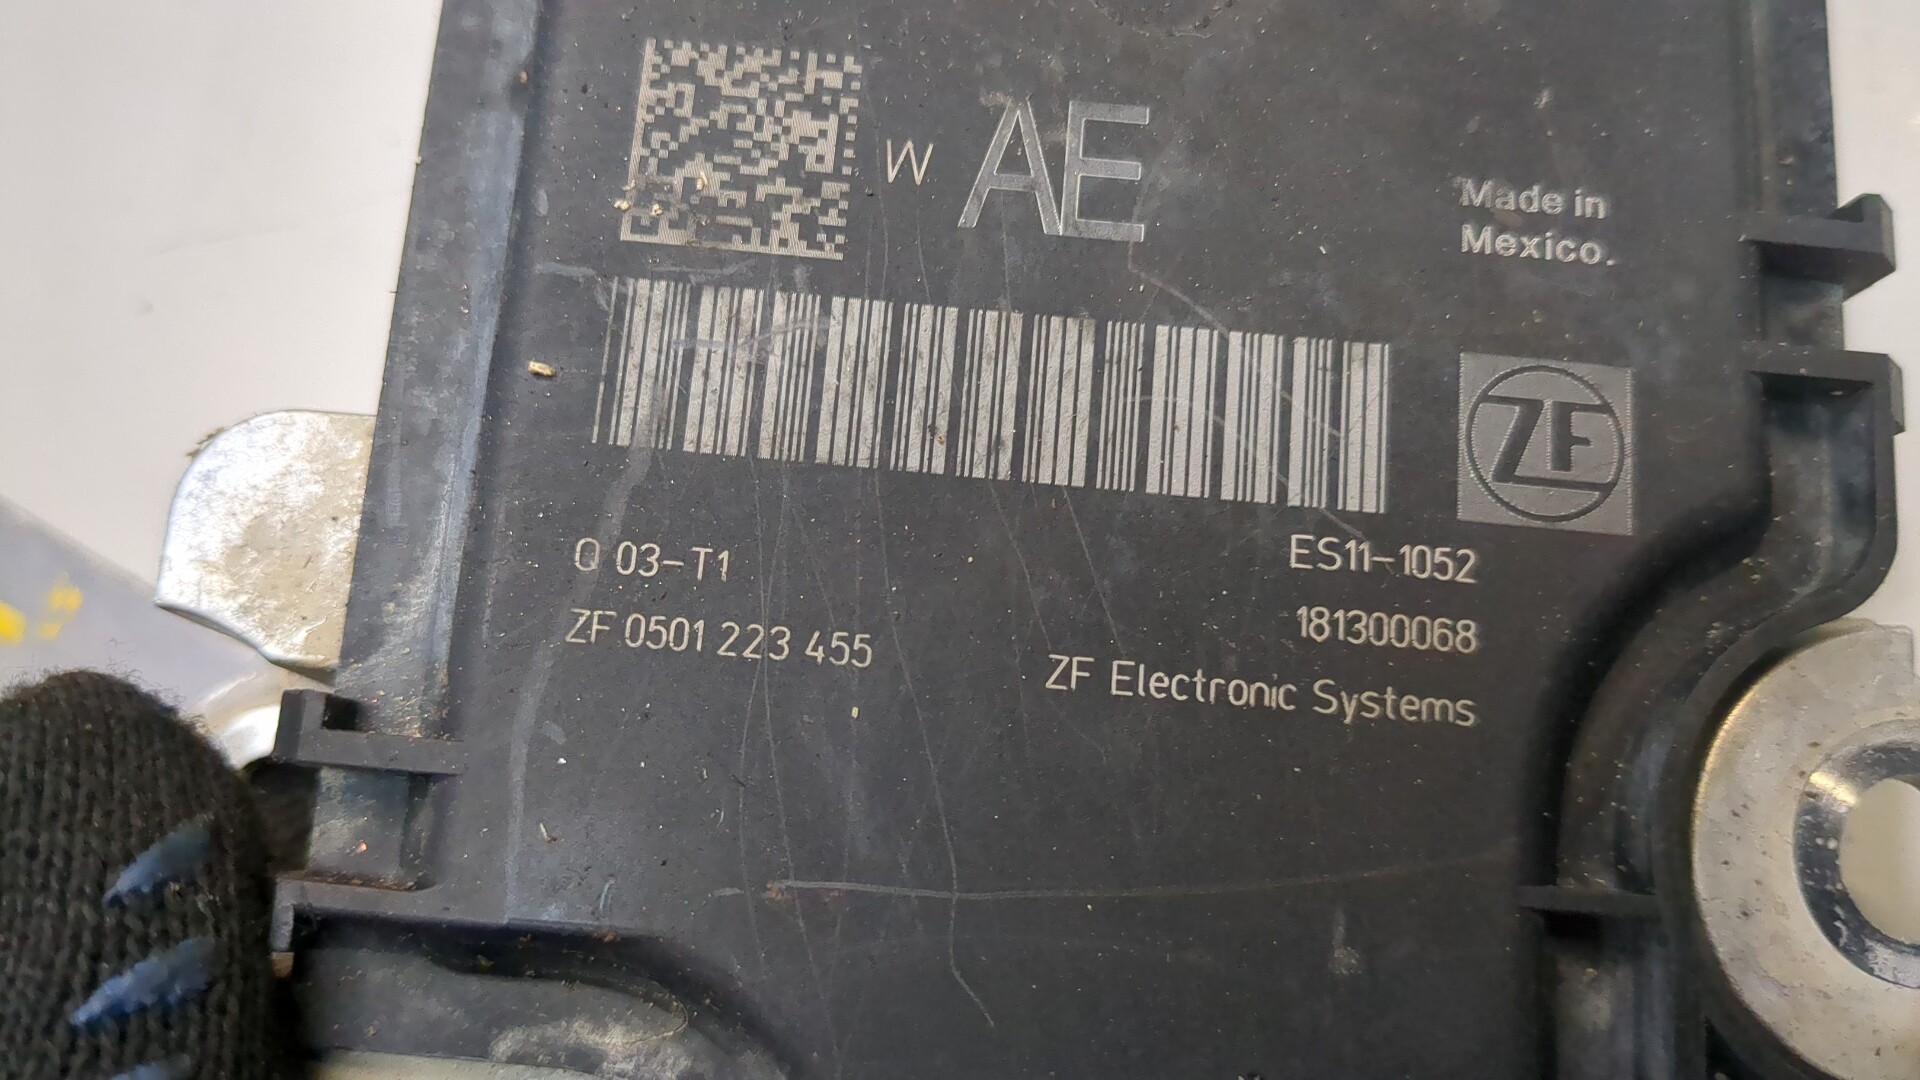 W AE
Made in
Mexico.
ZF
Q 03-T1
ES11-1052
ZF 0501 223 455
181300068
ZF Electronic Systems